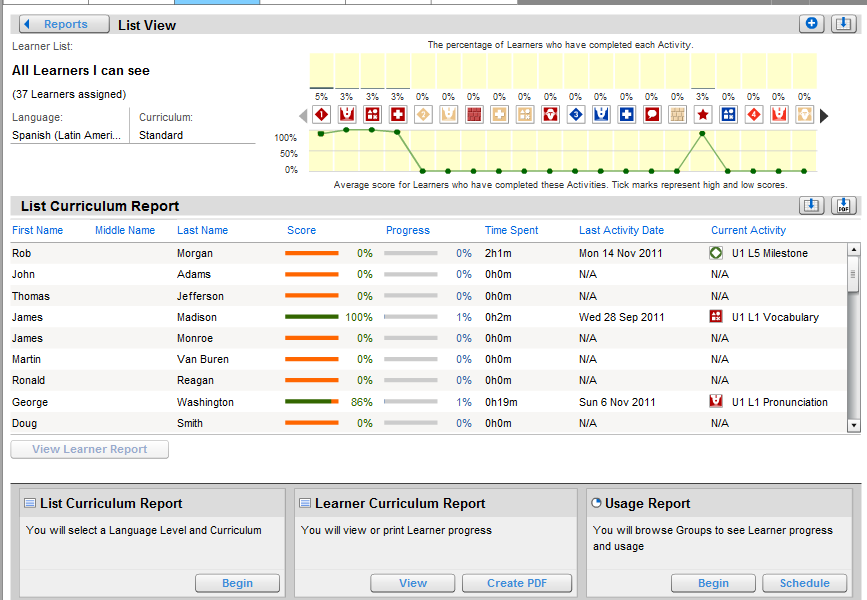 Reports
List View
Learner List:
The percentage of Learners who have completed each Activity.
All Learners I can see
(37 Learners assigned)
5% 3% 3% 3% 0% 0% 0% 0% 0% 0% 0% 0% 0% 0% 0% 3% 0% 0% 0% 0%
Language: Curriculum:
Spanish (Latin Ameri... Standard
1 2 3 4
100%
50%
0%
Average score for Learners who have completed these Activities. Tick marks represent high and low scores.
List Curriculum Report
PDF
First Name Middle Name Last Name Score Progress Time Spent Last Activity Date Current Activity
Rob Morgan 0% 0% 2h1m Mon 14 Nov 2011 U1 L5 Milestone
John Adams 0% 0% 0h0m N/A N/A
Thomas Jefferson 0% 0% 0h0m N/A N/A
James Madison 100% 1% 0h2m Wed 28 Sep 2011 U1 L1 Vocabulary
James Monroe 0% 0% 0h0m N/A N/A
Martin Van Buren 0% 0% 0h0m N/A N/A
Ronald Reagan 0% 0% 0h0m N/A N/A
George Washington 86% 1% 0h19m Sun 6 Nov 2011 U1 L1 Pronunciation
Doug Smith 0% 0% 0h0m N/A N/A
View Learner Report
List Curriculum Report
You will select a Language Level and Curriculum
Begin
Learner Curriculum Report
You will view or print Learner progress
View Create PDF
Usage Report
You will browse Groups to see Learner progress
and usage
Begin Schedule